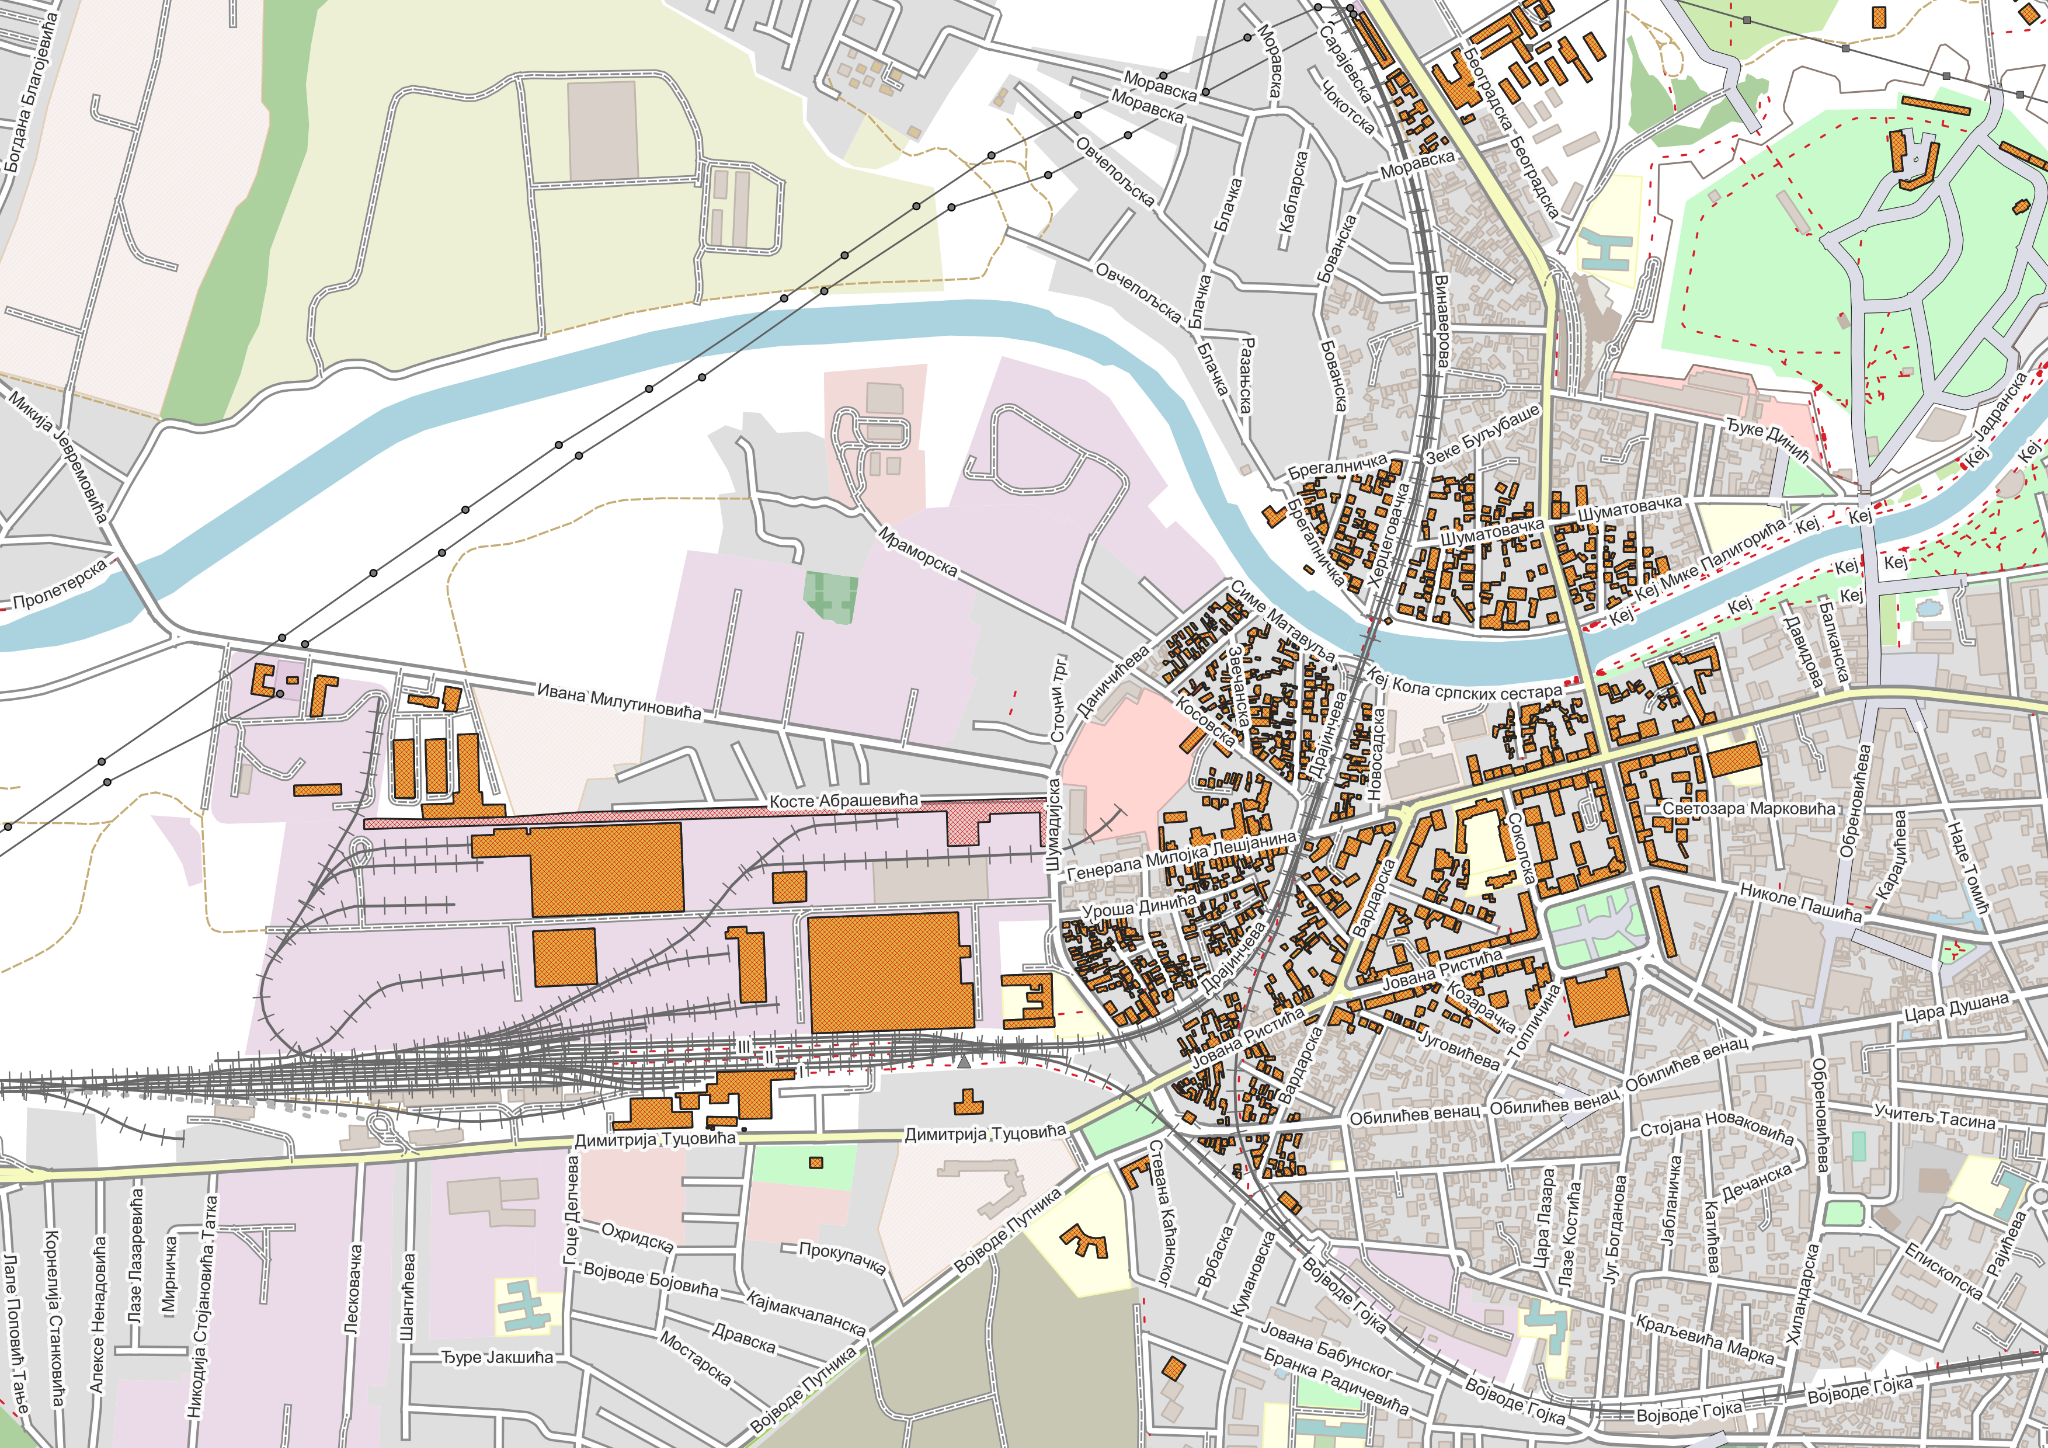 Богдана Благојевића
Моравска
Сарајевска
Чокотска
Београдска
Београдска
Моравска
Моравска
Моравска
Овчепољска
Овчепољска
Блачка
Блачка
Блачка
Кабларска
Бованска
Бованска
Разањска
Винаверова
Микија Јевремовића
Пролетерска
Мраморска
Брегалничка
Брегалничка
Зеке Буљубаше
Херцеговачка
Шуматовачка
Шуматовачка
Ђуке Динић
Кеј Јадранска
Кеј
Кеј
Кеј
Кеј
Кеј
Кеј
Кеј
Кеј
Кеј Мике Палигорића
Кеј
Симе Матавуља
Кеј Кола српских сестара
Давидова
Балканска
Ивана Милутиновића
Сточни трг
Даничићева
Звечанска
Косовска
Драјинчева
Новосадска
Косте Абрашевића
Шумадијска
Генерала Милојка Лешјанина
Уроша Динића
Драјинчева
Вардарска
Соколска
Светозара Марковића
Обреновићева
Карађићева
Наде Томић
Николе Пашића
Јована Ристића
Козарачка
Топличина
Југовићева
Јована Ристића
Вардарска
Цара Душана
Обилићев венац
Обилићев венац
Обилићев венац
Обреновићева
Учитељ Тасина
Стојана Новаковића
Дечанска
III
II
I
Димитрија Туцовића
Димитрија Туцовића
Лале Поповић Тање
Корнелија Станковића
Алексе Ненадовића
Лазе Лазаревића
Мирничка
Никодија Стојановића Татка
Лесковачка
Шантићева
Гоце Делчева
Охридска
Војводе Бојовића
Прокупачка
Кајмакчаланска
Дравска
Мостарска
Ђуре Јакшића
Војводе Путника
Војводе Путника
Стевана Каћанског
Врбаска
Кумановска
Војводе Гојка
Јована Бабунског
Бранка Радичевића
Војводе Гојка
Војводе Гојка
Војводе Гојка
Цара Лазара
Лазе Костића
Југ Богданова
Јабланичка
Катићева
Краљевића Марка
Хиландарска
Епископска
Рајићева